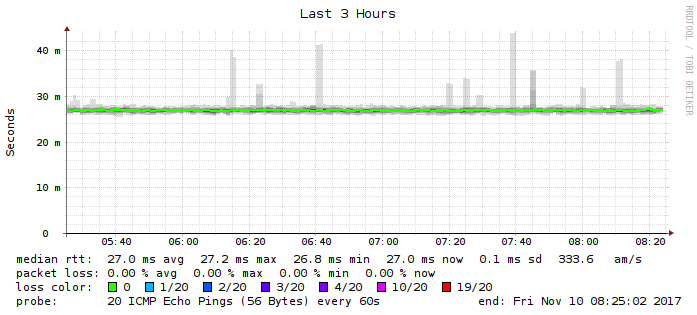 Last 3 Hours
RRDTOOL / TOBI OETIKER
Seconds
40 m
30 m
20 m
10 m
0
05:40 06:00 06:20 06:40 07:00 07:20 07:40 08:00 08:20
median rtt: 27.0 ms avg 27.2 ms max 26.8 ms min 27.0 ms now 0.1 ms sd 333.6 am/s
packet loss: 0.00 % avg 0.00 % max 0.00 % min 0.00 % now
loss color: 0 1/20 2/20 3/20 4/20 10/20 19/20
probe: 20 ICMP Echo Pings (56 Bytes) every 60s end: Fri Nov 10 08:25:02 2017